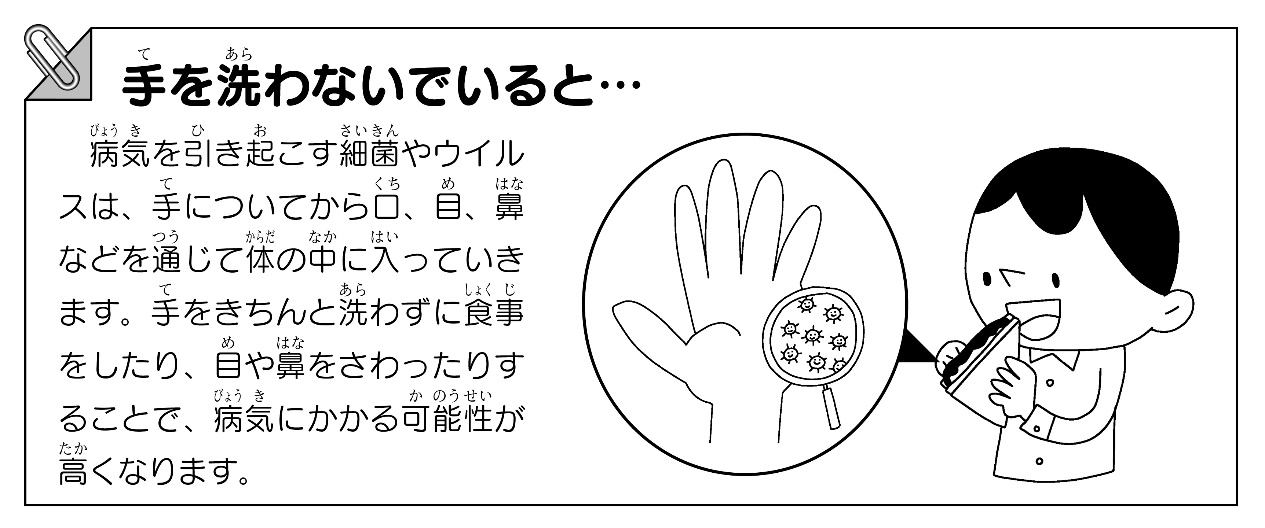 手を洗わないでいると…
病気を引き起こす細菌やウイル
スは、手についてから口、目、鼻
などを通じて体の中に入っていき
ます。手をきちんと洗わずに食事
をしたり、目や鼻をさわったりす
ることで、病気にかかる可能性が
高くなります。